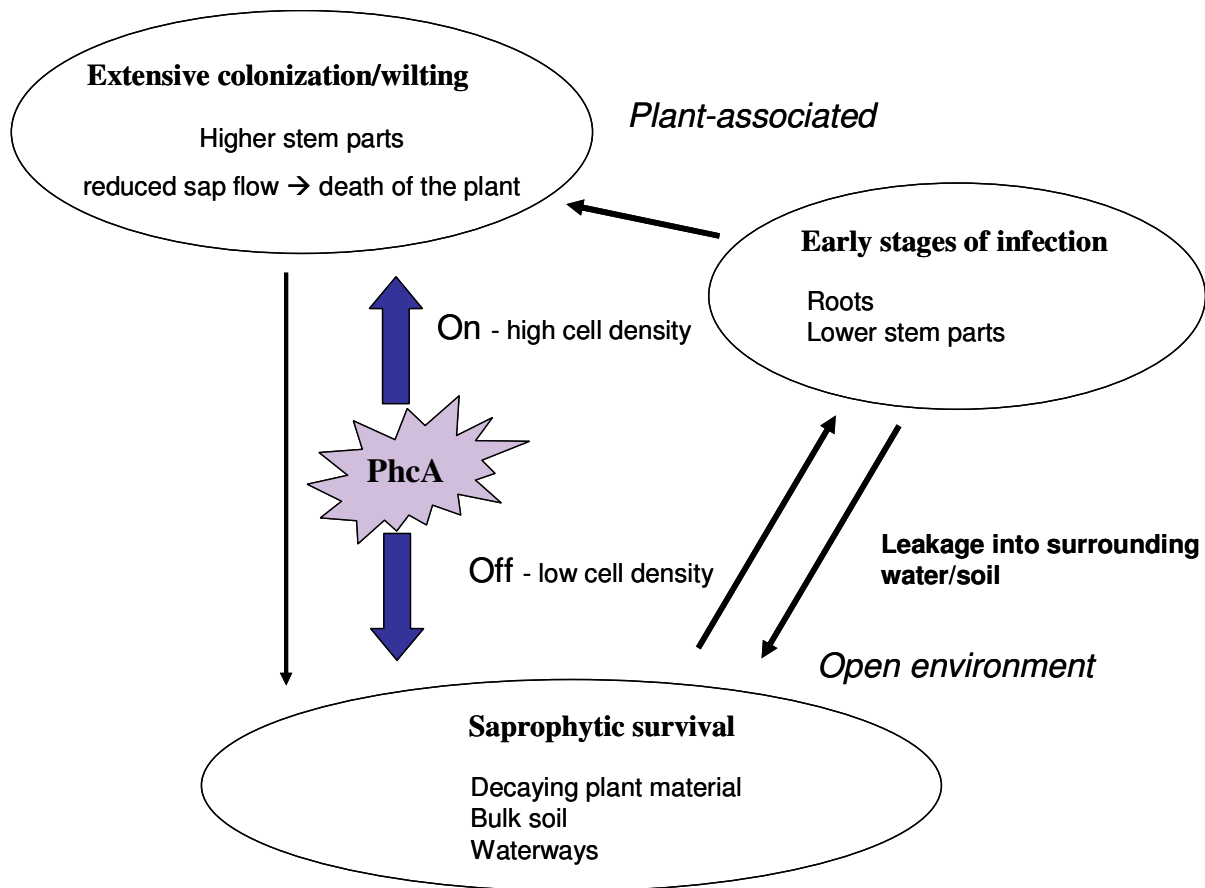 Extensive colonization/wilting
Higher stem parts
reduced sap flow → death of the plant
Plant-associated
Early stages of infection
Roots
Lower stem parts
On - high cell density
PhcA
Off - low cell density
Leakage into surrounding
water/soil
Open environment
Saprophytic survival
Decaying plant material
Bulk soil
Waterways